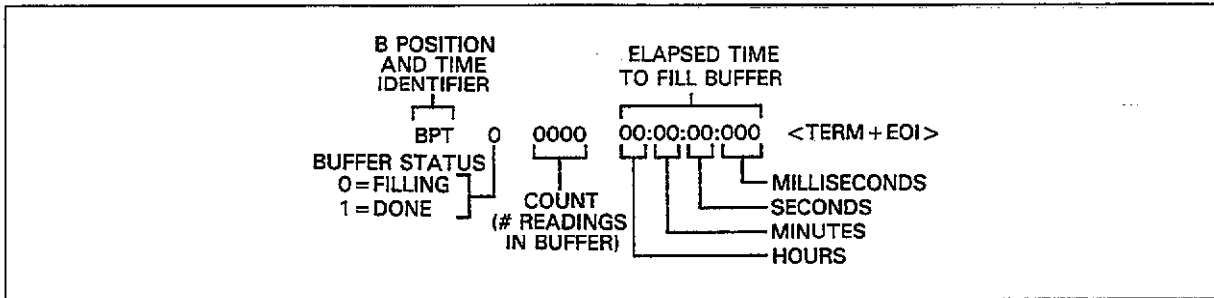 B POSITION
AND TIME
IDENTIFIER
ELAPSED TIME
TO FILL BUFFER
BPT 0 0000 00:00:00:000 <TERM+EOI>
BUFFER STATUS
0=FILLING
1=DONE
COUNT
(# READINGS
IN BUFFER)
MILLISECONDS
SECONDS
MINUTES
HOURS